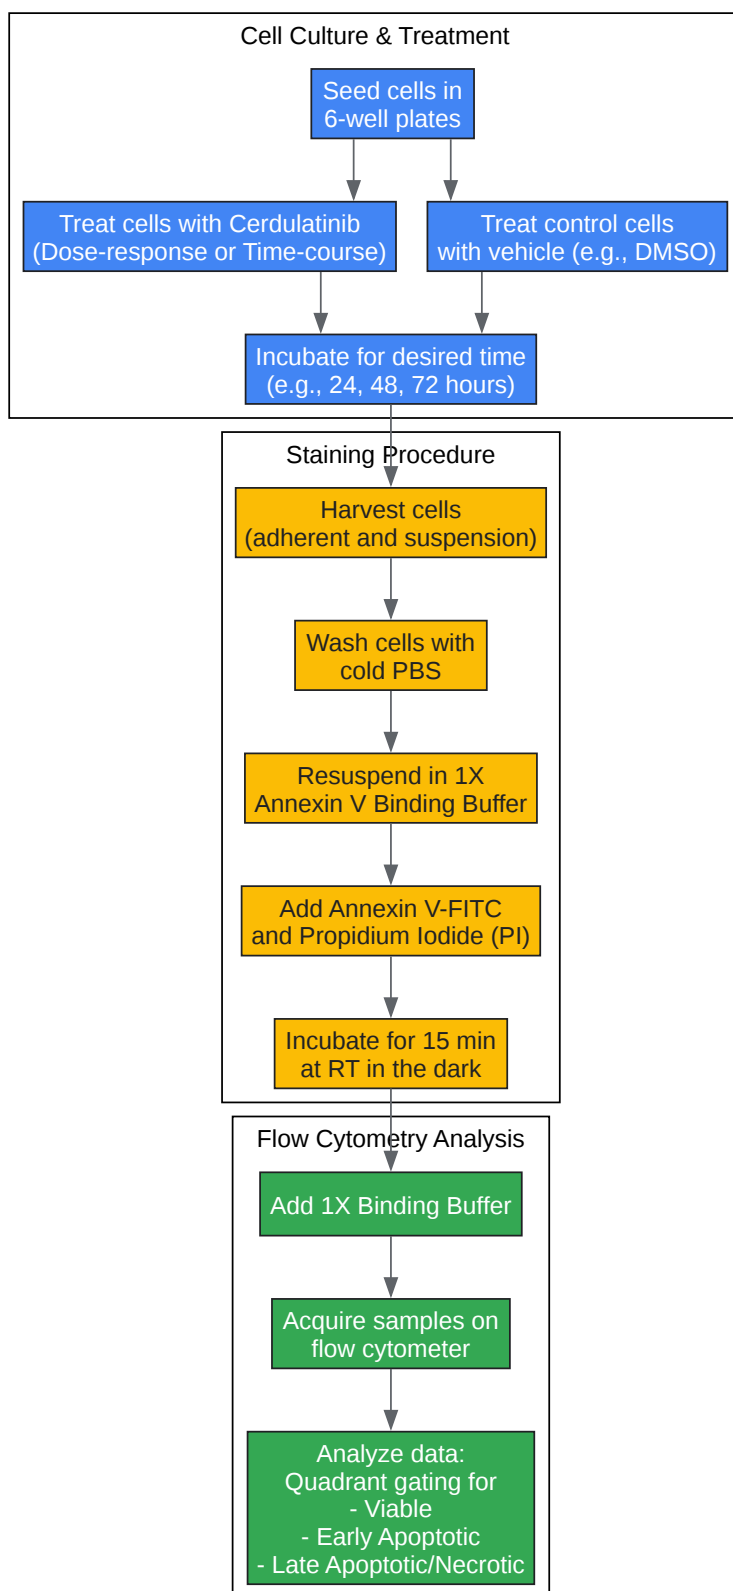 Cell Culture & Treatment
Seed cells in
6-well plates
Treat cells with Cerdulatinib
(Dose-response or Time-course)
Treat control cells
with vehicle (e.g., DMSO)
Incubate for desired time
(e.g., 24, 48, 72 hours)
Staining Procedure
Harvest cells
(adherent and suspension)
Wash cells with
cold PBS
Resuspend in 1X
Annexin V Binding Buffer
Add Annexin V-FITC
and Propidium Iodide (PI)
Incubate for 15 min
at RT in the dark
Flow Cytometry Analysis
Add 1X Binding Buffer
Acquire samples on
flow cytometer
Analyze data:
Quadrant gating for
- Viable
- Early Apoptotic
- Late Apoptotic/Necrotic